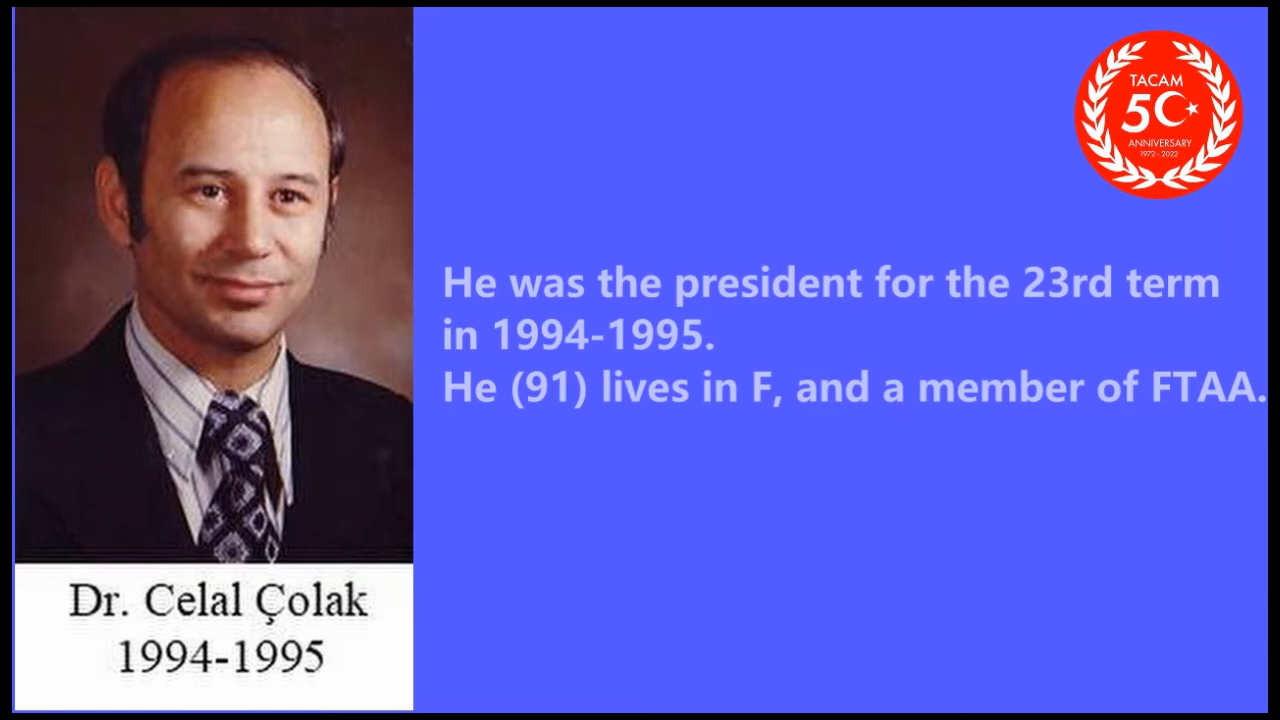 TACAM
50
ANNIVERSARY
1972 - 2022
He was the president for the 23rd term
in 1994-1995.
He (91) lives in F, and a member of FTAA.
Dr. Celal Çolak
1994-1995